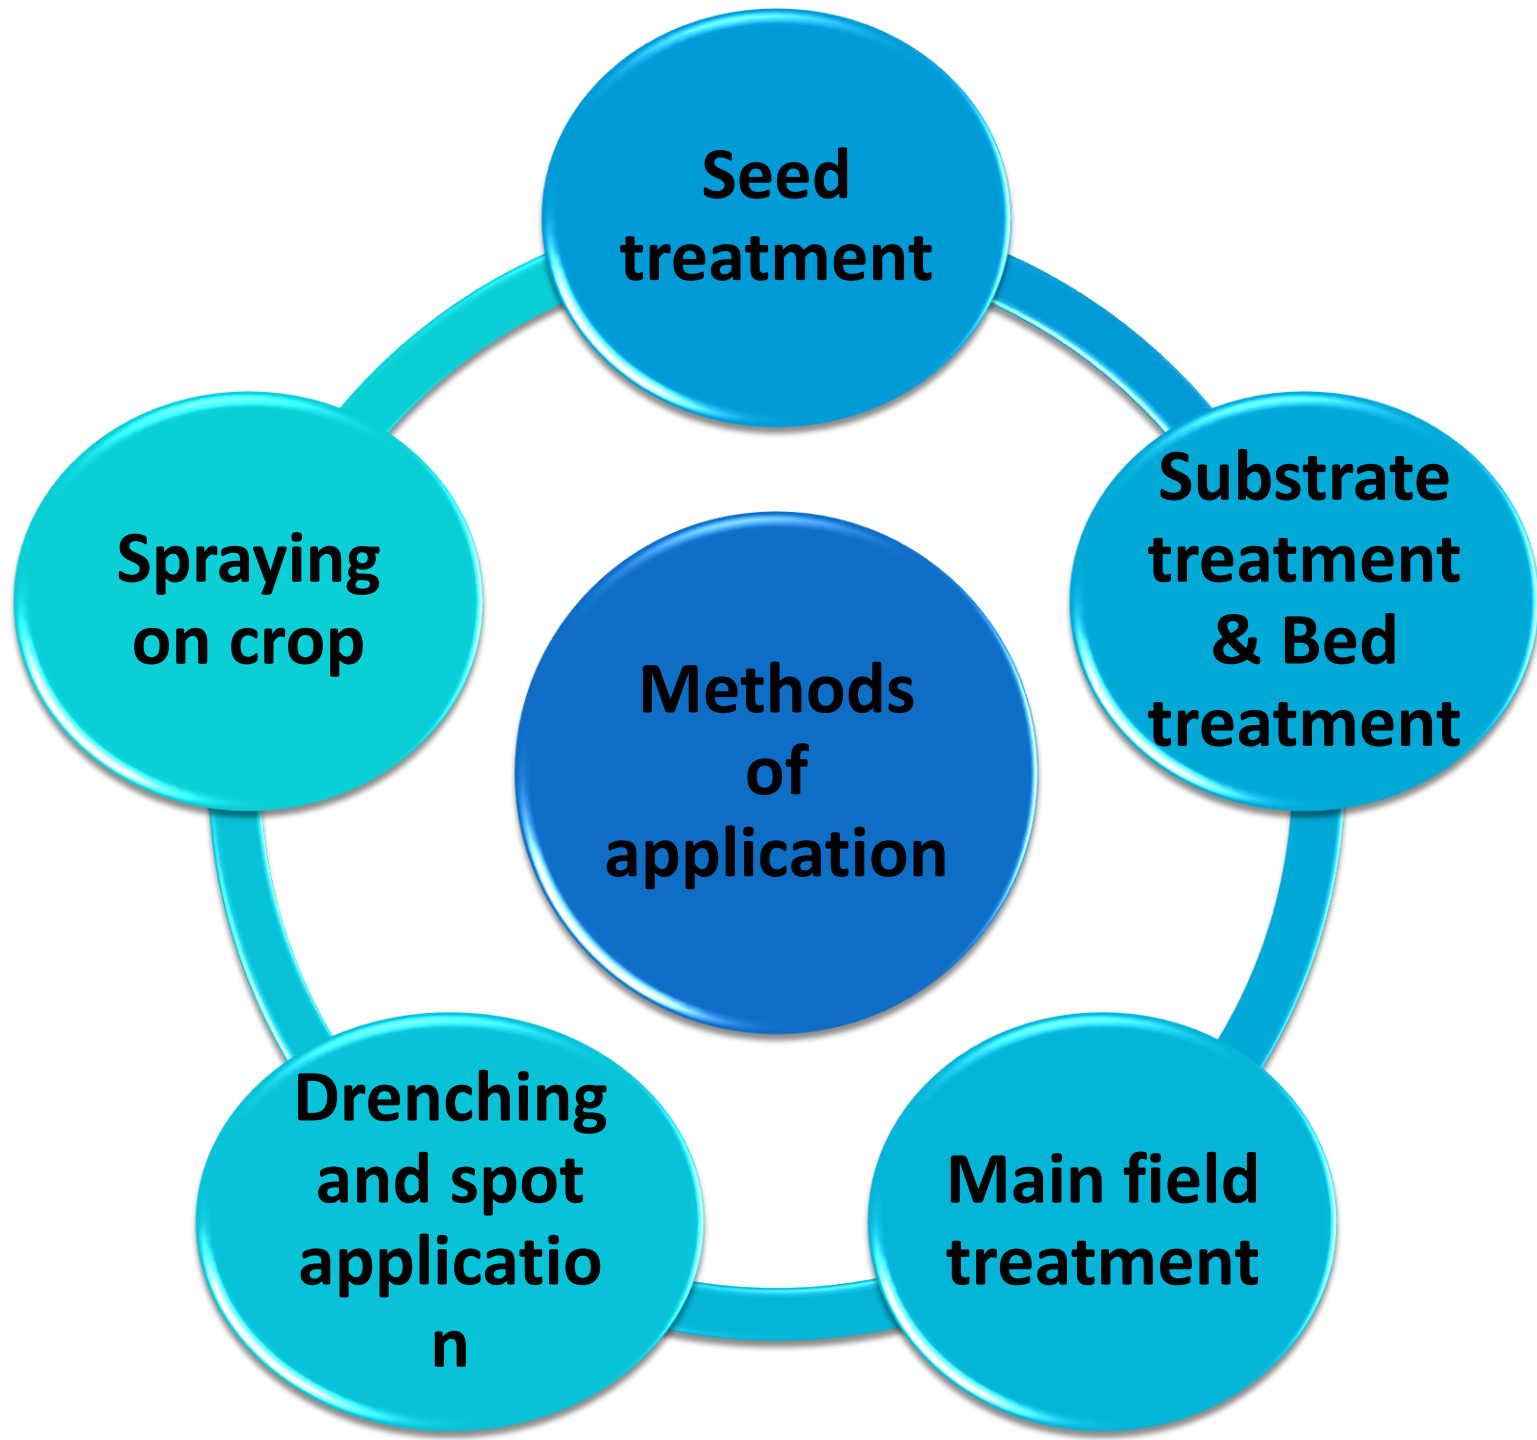 Seed
treatment
Substrate
treatment
& Bed
treatment
Main field
treatment
Drenching
and spot
applicatio
n
Spraying
on crop
Methods
of
application